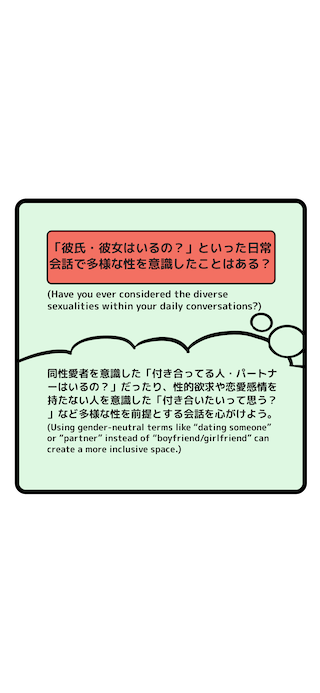 「彼氏・彼女はいるの？」といった日常
会話で多様な性を意識したことはある？
(Have you ever considered the diverse
sexualities within your daily conversations?)
同性愛者を意識した「付き合ってる人・パートナ
ーはいるの？」だったり、性的欲求や恋愛感情を
持たない人を意識した「付き合いたいって思う？
」など多様な性を前提とする会話を心がけよう。
(Using gender-neutral terms like “dating someone”
or “partner” instead of “boyfriend/girlfriend” can
create a more inclusive space.)